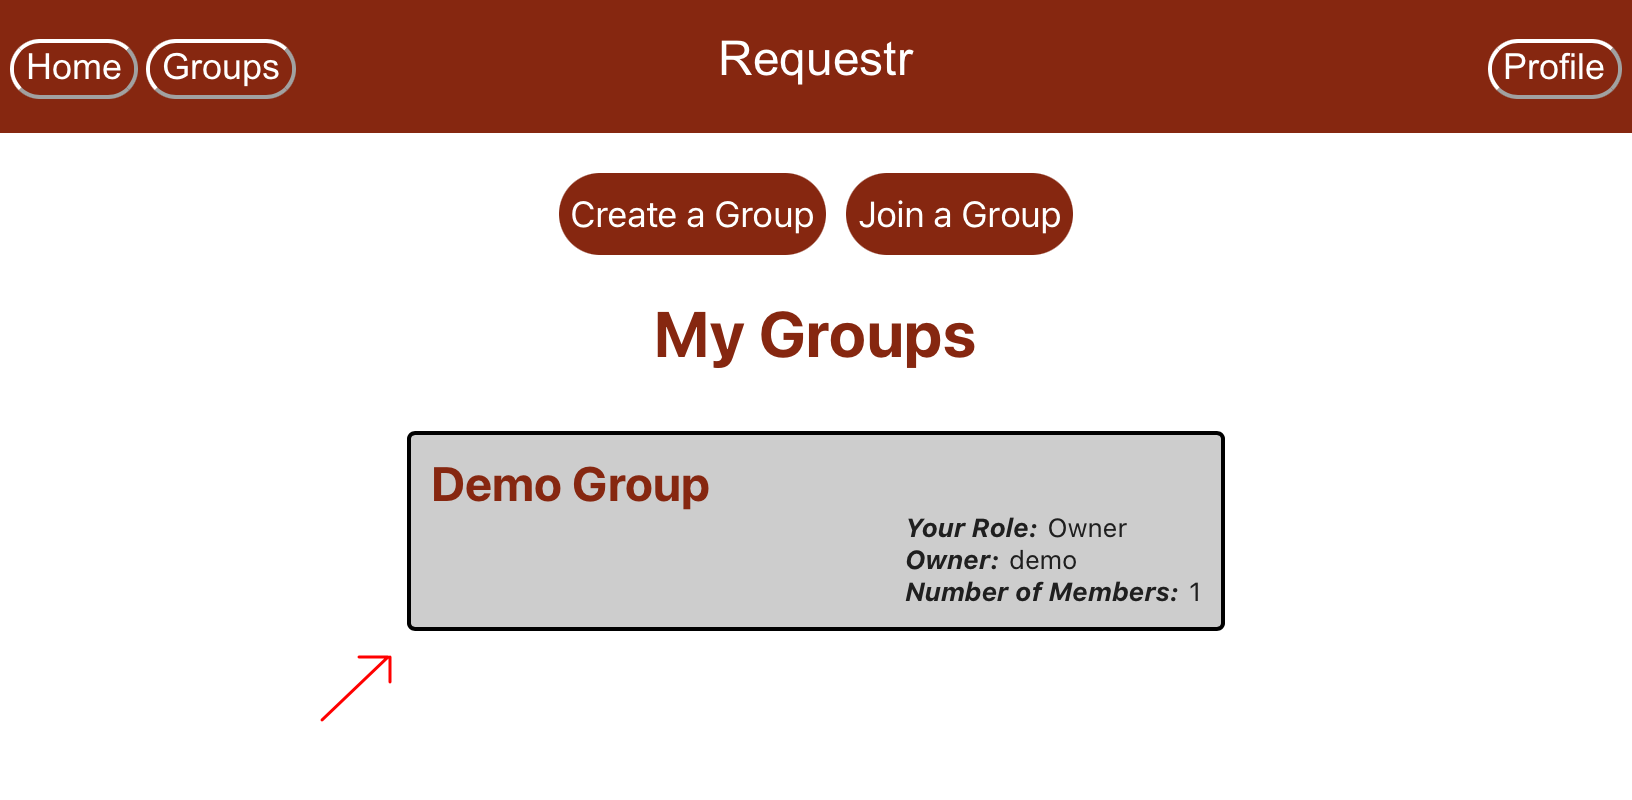 Home Groups Requestr Profile
Create a Group Join a Group
My Groups
Demo Group
Your Role: Owner
Owner: demo
Number of Members: 1